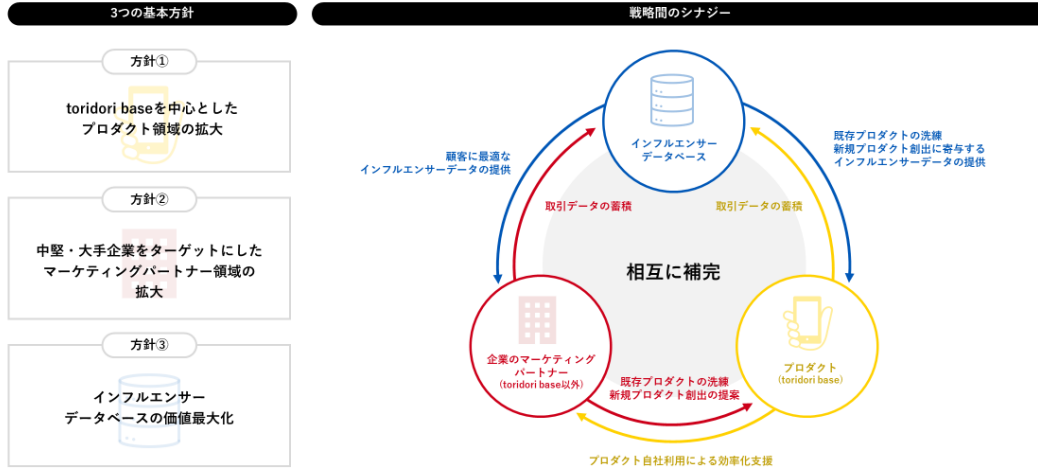 3つの基本方針
方針①
toridori baseを中心とした
プロダクト領域の拡大
方針②
中堅・大手企業をターゲットにした
マーケティングパートナー領域の
拡大
方針③
インフルエンサー
データベースの価値最大化
戦略間のシナジー
インフルエンサー
データベース
顧客に最適な
インフルエンサーデータの提供
既存プロダクトの洗練
新規プロダクト創出に寄与する
インフルエンサーデータの提供
取引データの蓄積
取引データの蓄積
相互に補完
企業のマーケティング
パートナー
(toridori base以外)
プロダクト
(toridori base)
既存プロダクトの洗練
新規プロダクト創出の提案
プロダクト自社利用による効率化支援